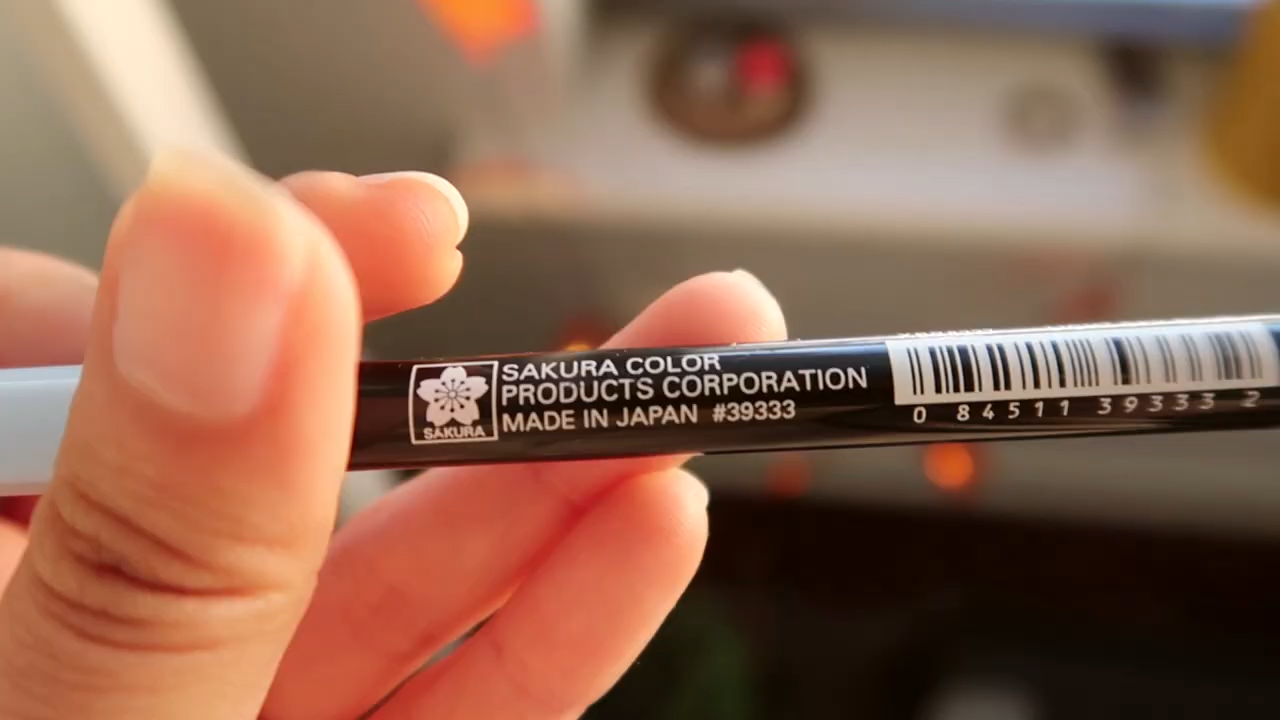 SAKURA
SAKURA COLOR
PRODUCTS CORPORATION
MADE IN JAPAN #39333
0 84511 39333 2